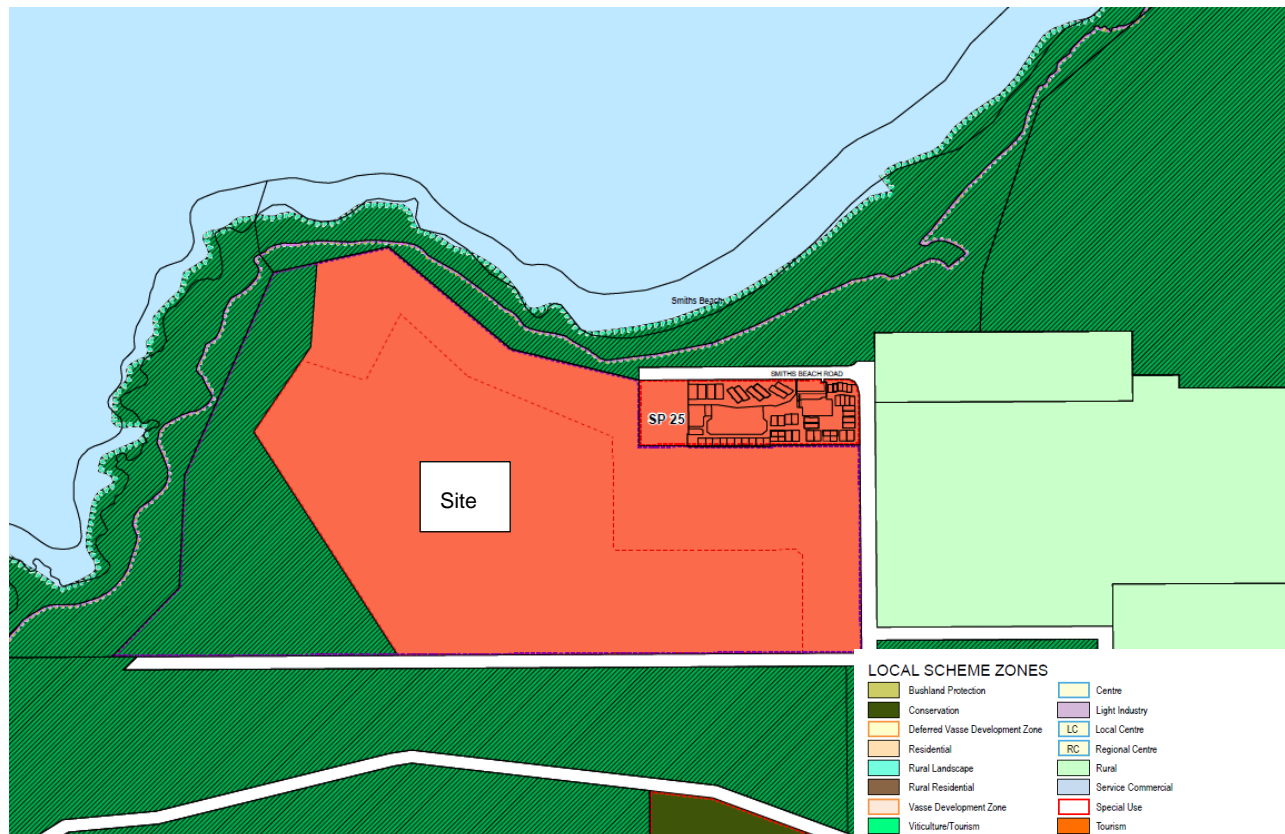 Smiths Beach
SMITHS BEACH ROAD
SP 25
Site
LOCAL SCHEME ZONES
Bushland Protection
Conservation
Deferred Vasse Development Zone
Residential
Rural Landscape
Rural Residential
Vasse Development Zone
Viticulture/Tourism
Centre
Light Industry
LC Local Centre
RC Regional Centre
Rural
Service Commercial
Special Use
Tourism